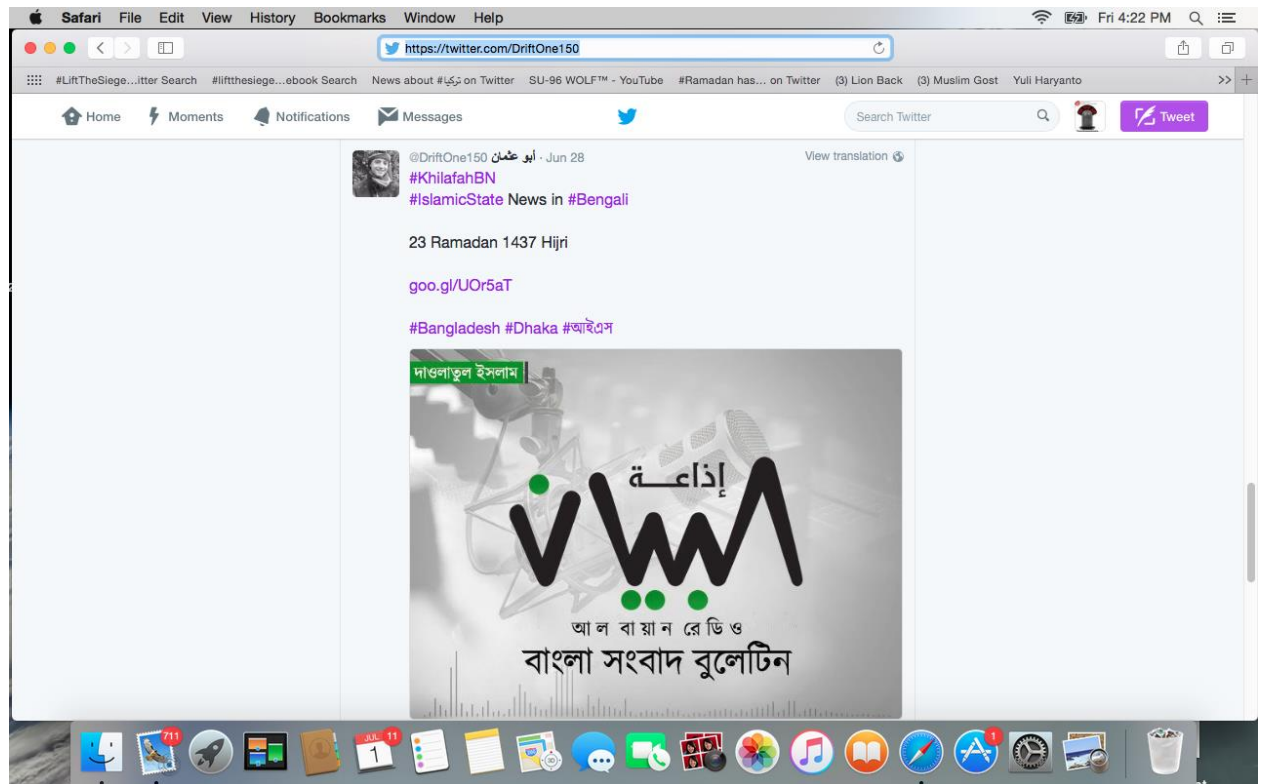 Safari File Edit View History Bookmarks Window Help Fri 4:22 PM
https://twitter.com/DriftOne150
#LiftTheSiege...itter Search #liftthesiege...ebook Search News about #تركيا on Twitter SU-96 WOLF™ - YouTube #Ramadan has... on Twitter (3) Lion Back (3) Muslim Gost Yuli Haryanto >> +
Home Moments Notifications Messages Search Twitter Tweet
@DriftOne150 أبو عثمان · Jun 28 View translation
#KhilafahBN
#IslamicState News in #Bengali
23 Ramadan 1437 Hijri
goo.gl/UOr5aT
#Bangladesh #Dhaka #আইএস
দাওলাতুল ইসলাম
إذاعـــة
البيان
আল বায়ান রেডিও
বাংলা সংবাদ বুলেটিন
711
JUL 11
1
1